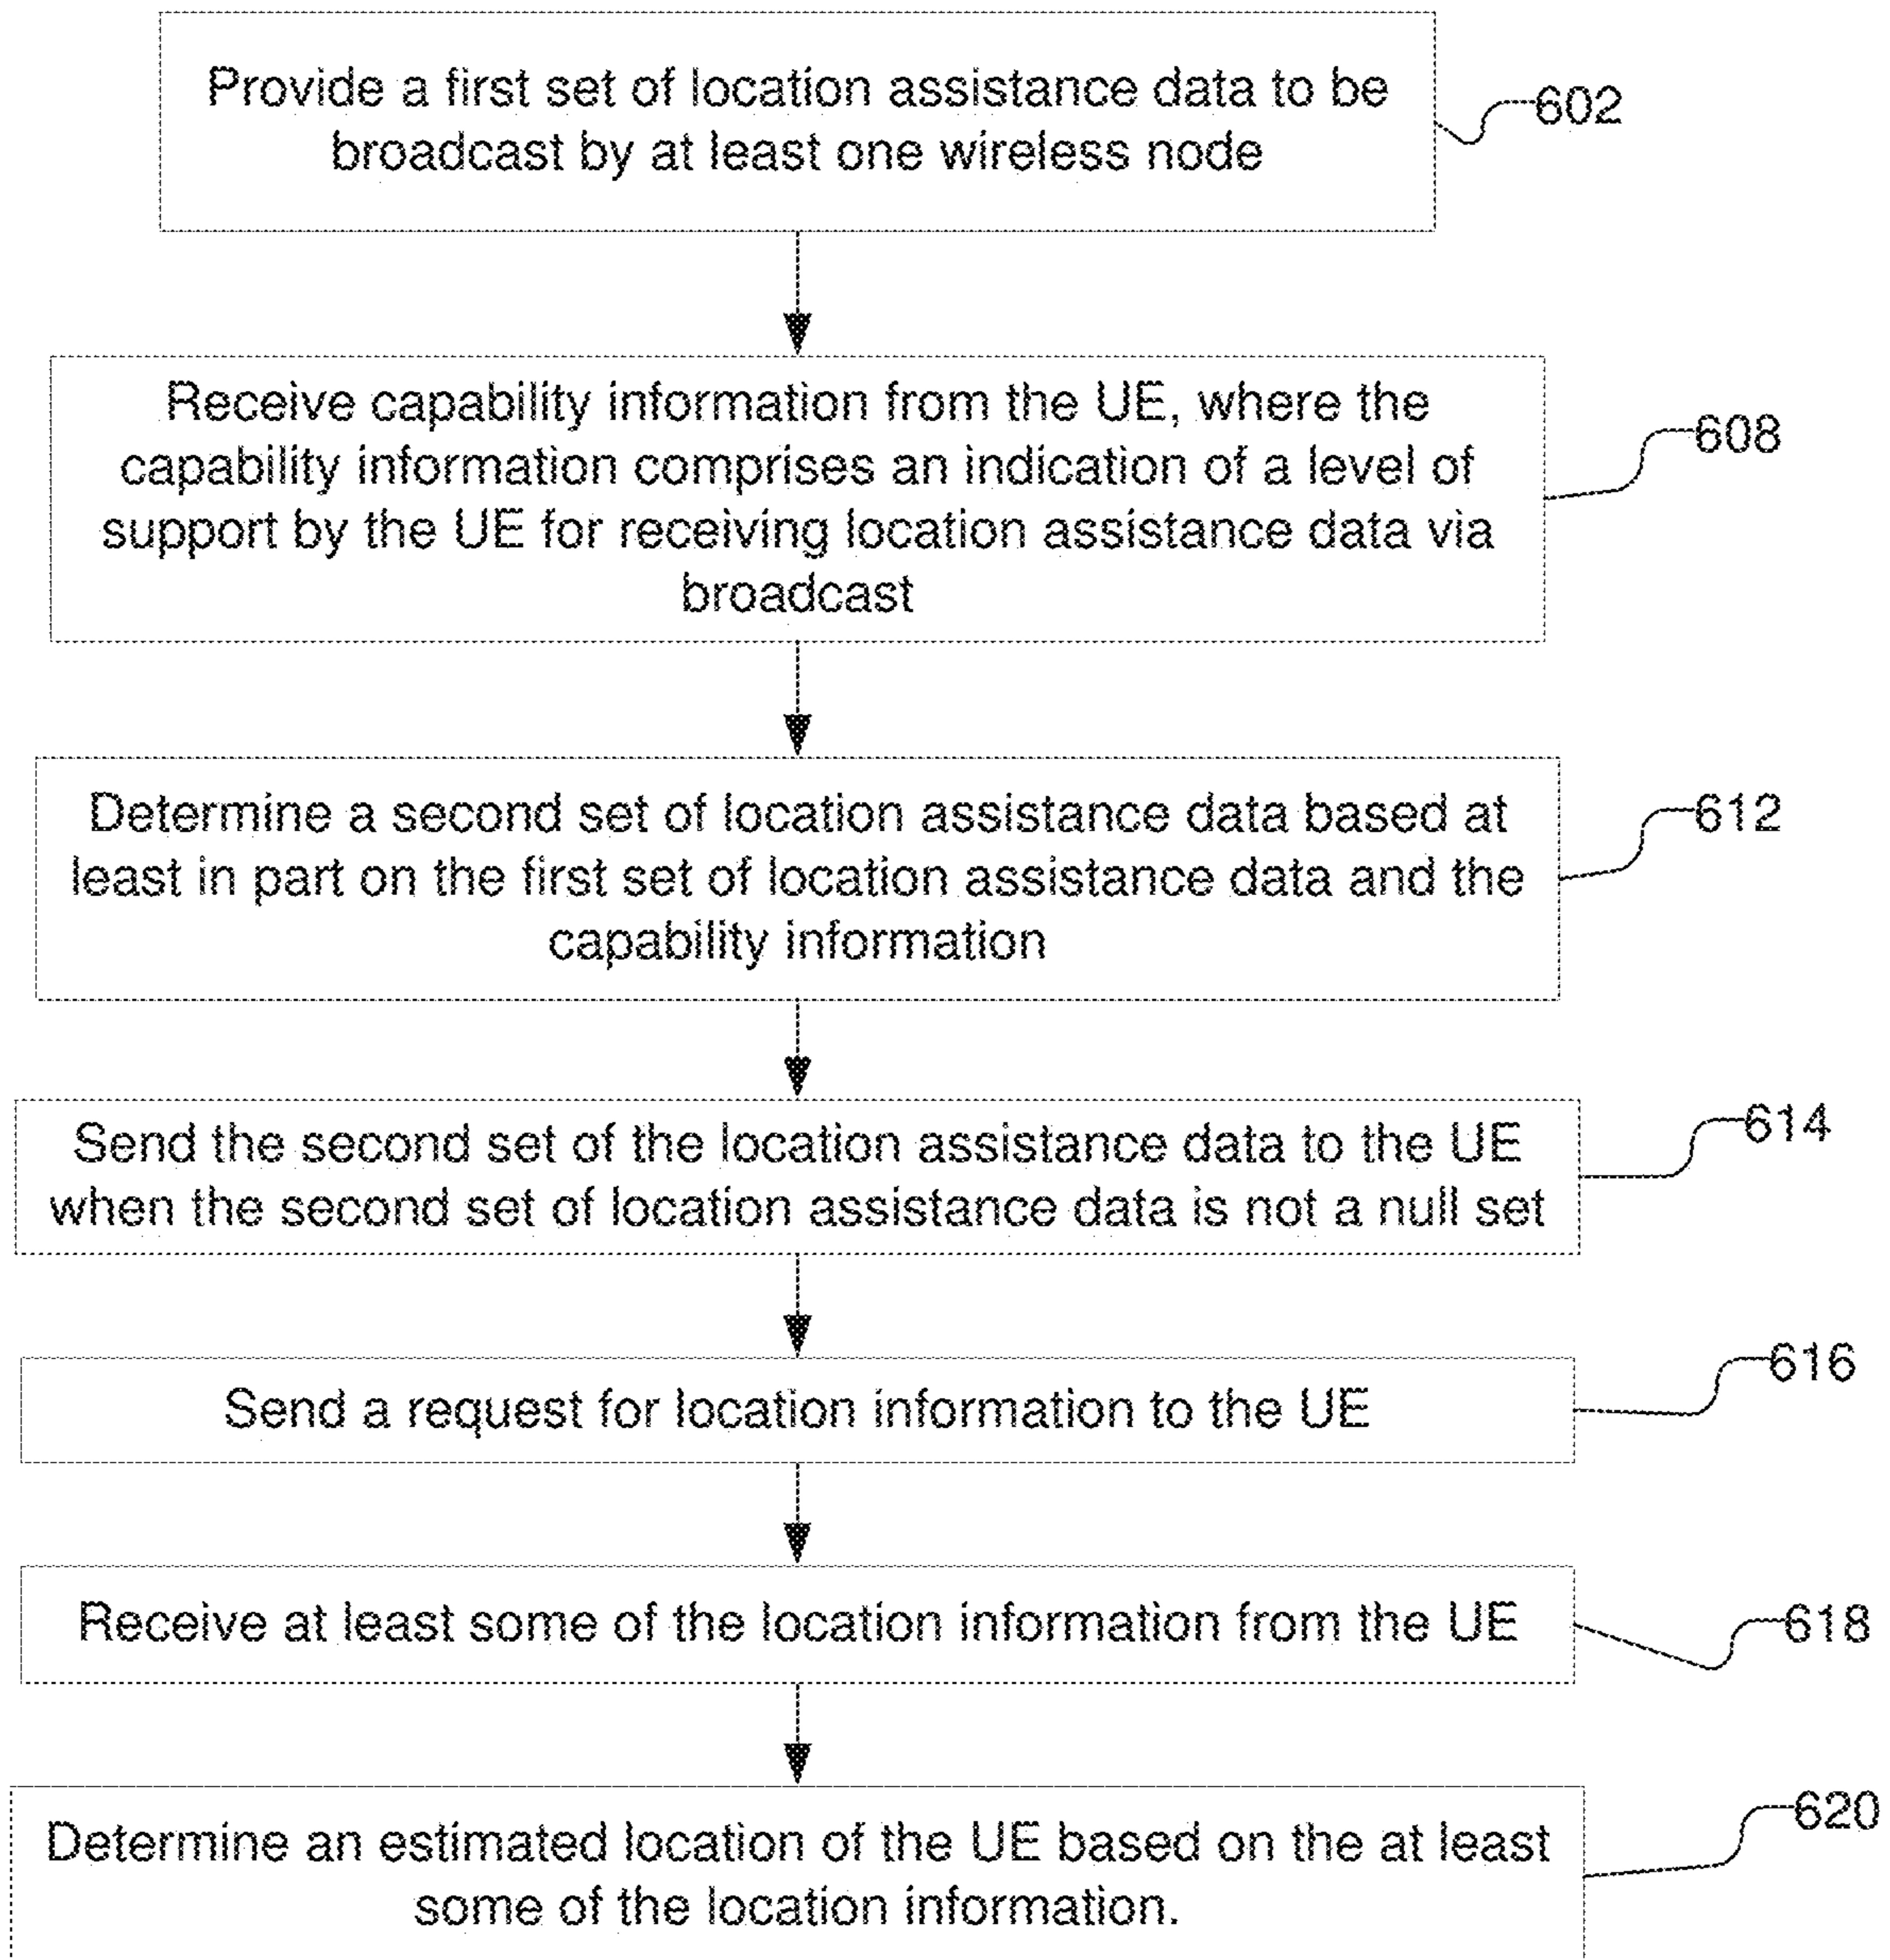 Provide a first set of location assistance data to be
broadcast by at least one wireless node
602
Receive capability information from the UE, where the
capability information comprises an indication of a level of
support by the UE for receiving location assistance data via
broadcast
608
Determine a second set of location assistance data based at
least in part on the first set of location assistance data and the
capability information
612
Send the second set of the location assistance data to the UE
when the second set of location assistance data is not a null set
614
Send a request for location information to the UE
616
Receive at least some of the location information from the UE
618
Determine an estimated location of the UE based on the at least
some of the location information.
620